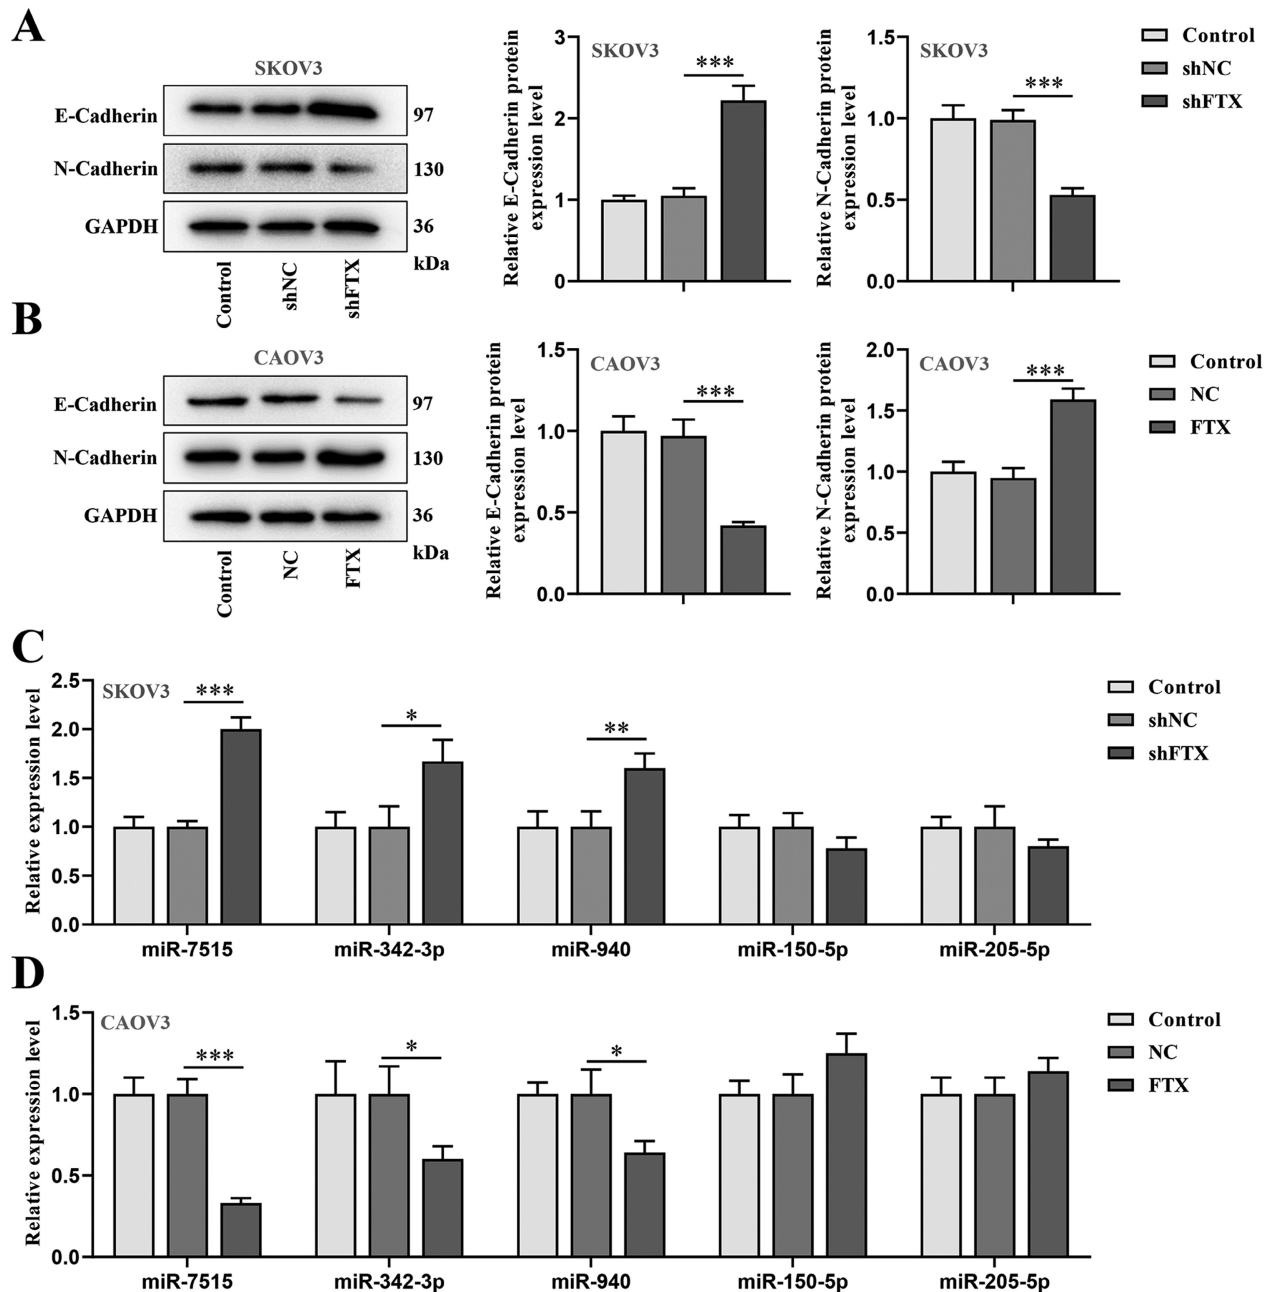 A
SKOV3
E-Cadherin
97
N-Cadherin
130
GAPDH
36
kDa
Control
shNC
shFTX
Relative E-Cadherin protein
expression level
3
2
1
0
SKOV3
***
Relative N-Cadherin protein
expression level
1.5
1.0
0.5
0.0
SKOV3
***
Control
shNC
shFTX
B
CAOV3
E-Cadherin
97
N-Cadherin
130
GAPDH
36
kDa
Control
NC
FTX
Relative E-Cadherin protein
expression level
1.5
1.0
0.5
0.0
CAOV3
***
Relative N-Cadherin protein
expression level
2.0
1.5
1.0
0.5
0.0
CAOV3
***
Control
NC
FTX
C
Relative expression level
2.5
2.0
1.5
1.0
0.5
0.0
SKOV3
***
*
**
miR-7515
miR-342-3p
miR-940
miR-150-5p
miR-205-5p
Control
shNC
shFTX
D
Relative expression level
1.5
1.0
0.5
0.0
CAOV3
***
*
*
miR-7515
miR-342-3p
miR-940
miR-150-5p
miR-205-5p
Control
NC
FTX